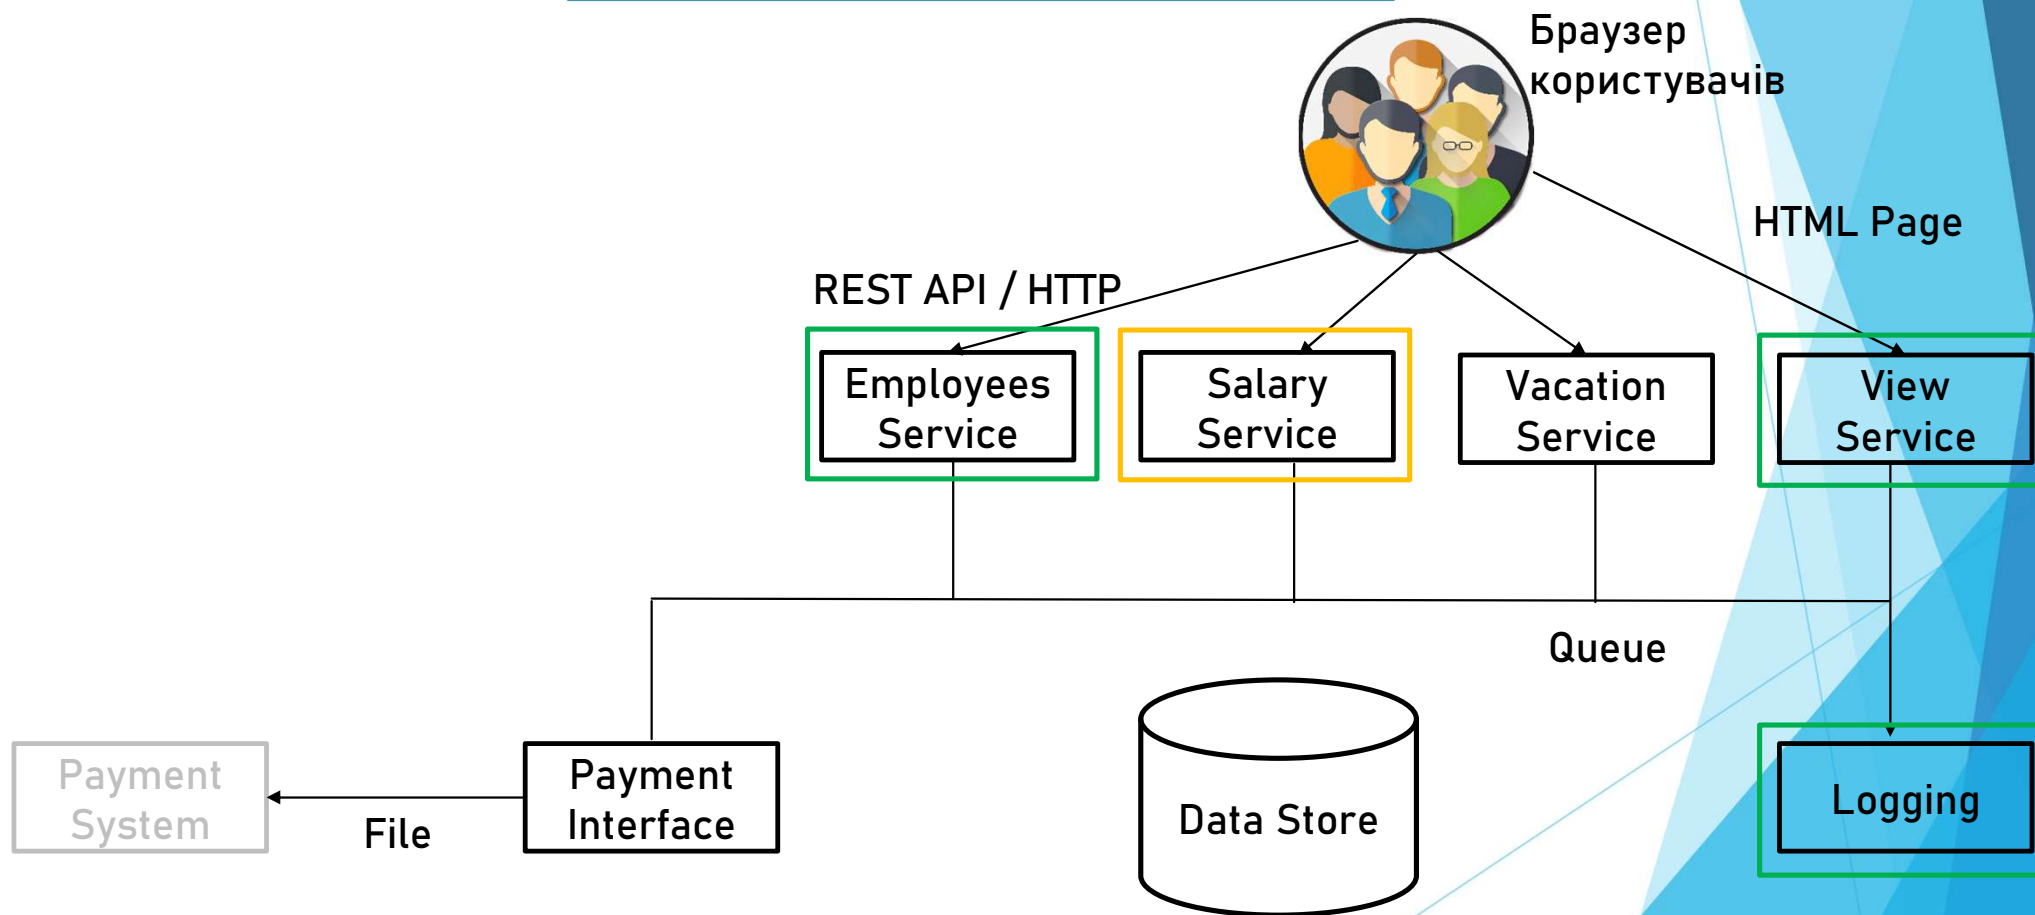 Браузер
користувачів
HTML Page
REST API / HTTP
Employees
Service
Salary
Service
Vacation
Service
View
Service
Queue
Payment
System
File
Payment
Interface
Data Store
Logging